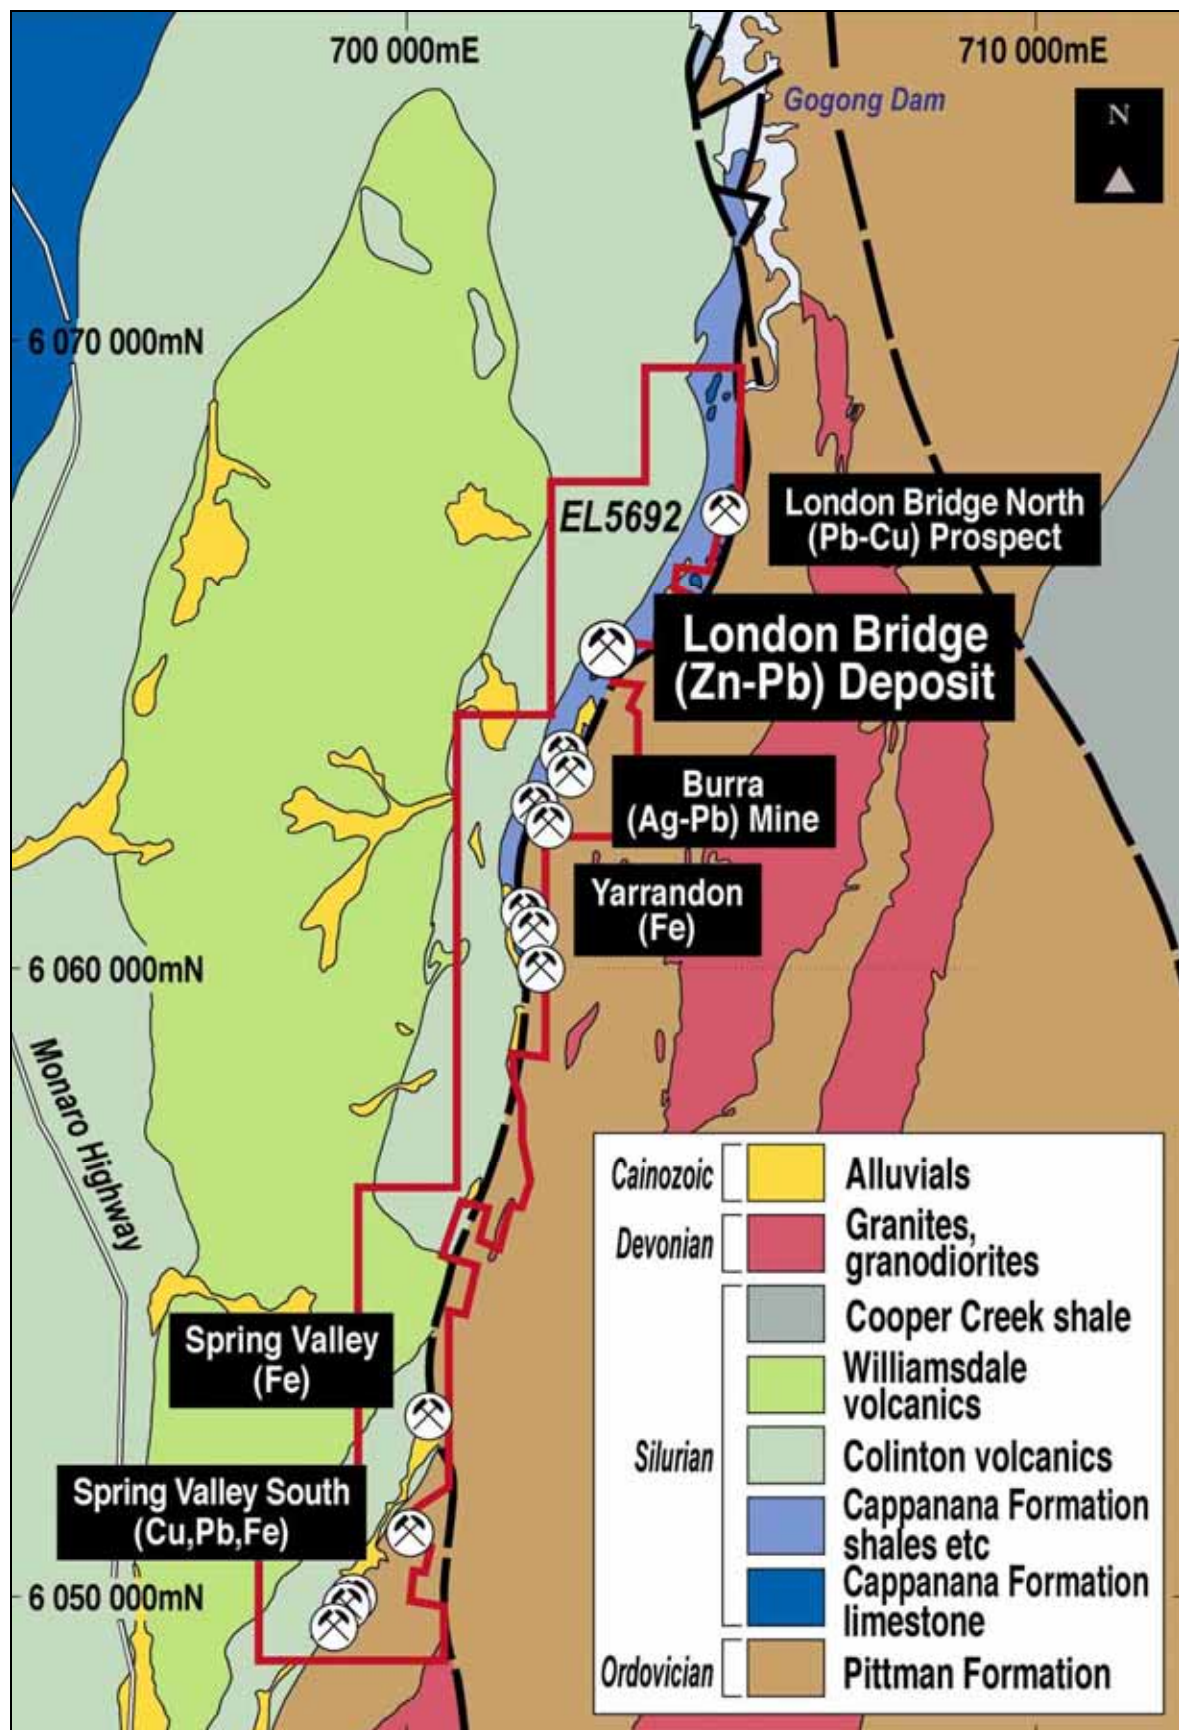 700 000mE
710 000mE
Gogong Dam
N
6 070 000mN
EL5692
London Bridge North
(Pb-Cu) Prospect
London Bridge
(Zn-Pb) Deposit
Burra
(Ag-Pb) Mine
Yarrandon
(Fe)
6 060 000mN
Monaro Highway
Spring Valley
(Fe)
Spring Valley South
(Cu,Pb,Fe)
6 050 000mN
Cainozoic
Alluvials
Devonian
Granites,
granodiorites
Silurian
Cooper Creek shale
Williamsdale
volcanics
Colinton volcanics
Cappanana Formation
shales etc
Cappanana Formation
limestone
Ordovician
Pittman Formation